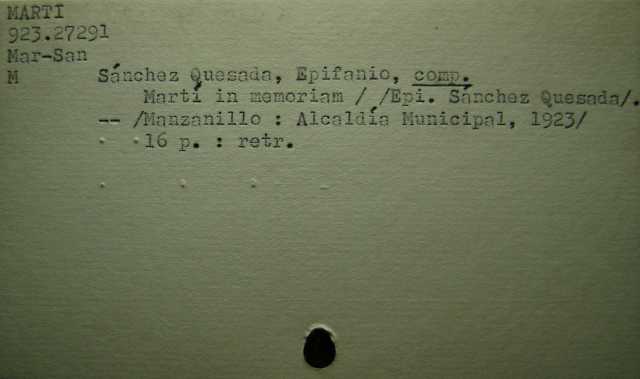 MARTI
923.27291
Mar-San
M Sánchez Quesada, Epifanio, comp.
Martí in memoriam / /Epi. Sánchez Quesada/.
-- /Manzanillo : Alcaldía Municipal, 1923/
16 p. : retr.